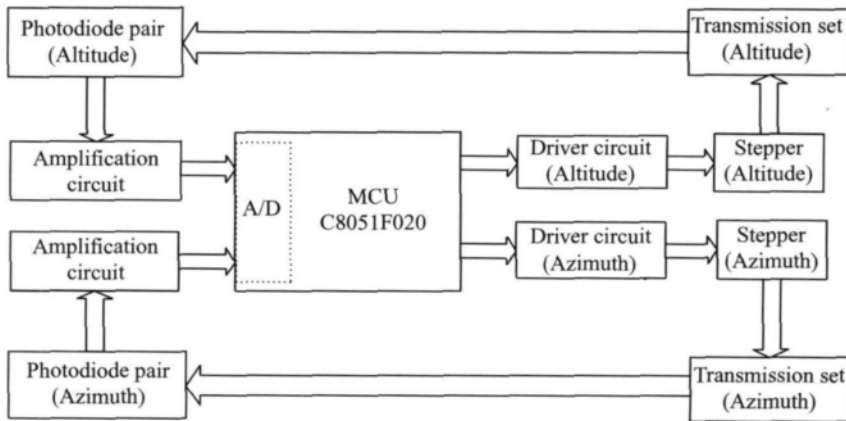 Photodiode pair
(Altitude)
Transmission set
(Altitude)
Amplification
circuit
A/D
MCU
C8051F020
Driver circuit
(Altitude)
Stepper
(Altitude)
Amplification
circuit
Driver circuit
(Azimuth)
Stepper
(Azimuth)
Photodiode pair
(Azimuth)
Transmission set
(Azimuth)